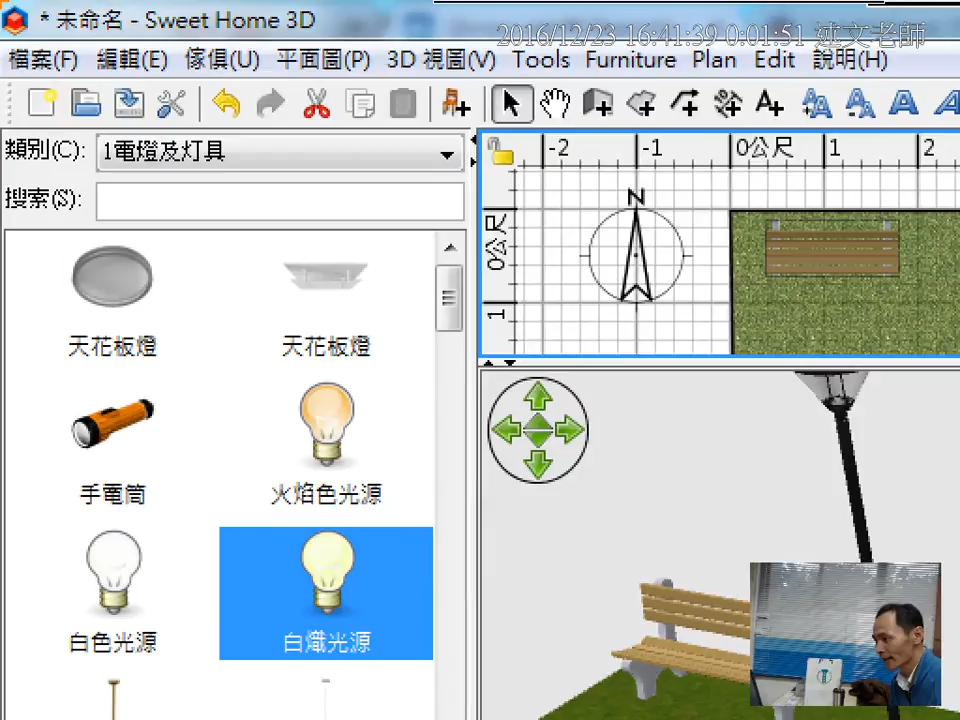 * 未命名 - Sweet Home 3D
2016/12/23 16:41:39 0:01:51 述文老師
檔案(F) 編輯(E) 傢俱(U) 平面圖(P) 3D 視圖(V) Tools Furniture Plan Edit 說明(H)
類別(C): 1電燈及灯具
搜索(S):
-2 -1 0公尺 1 2
N
0公尺
1
天花板燈 天花板燈
手電筒 火焰色光源
白色光源 白熾光源